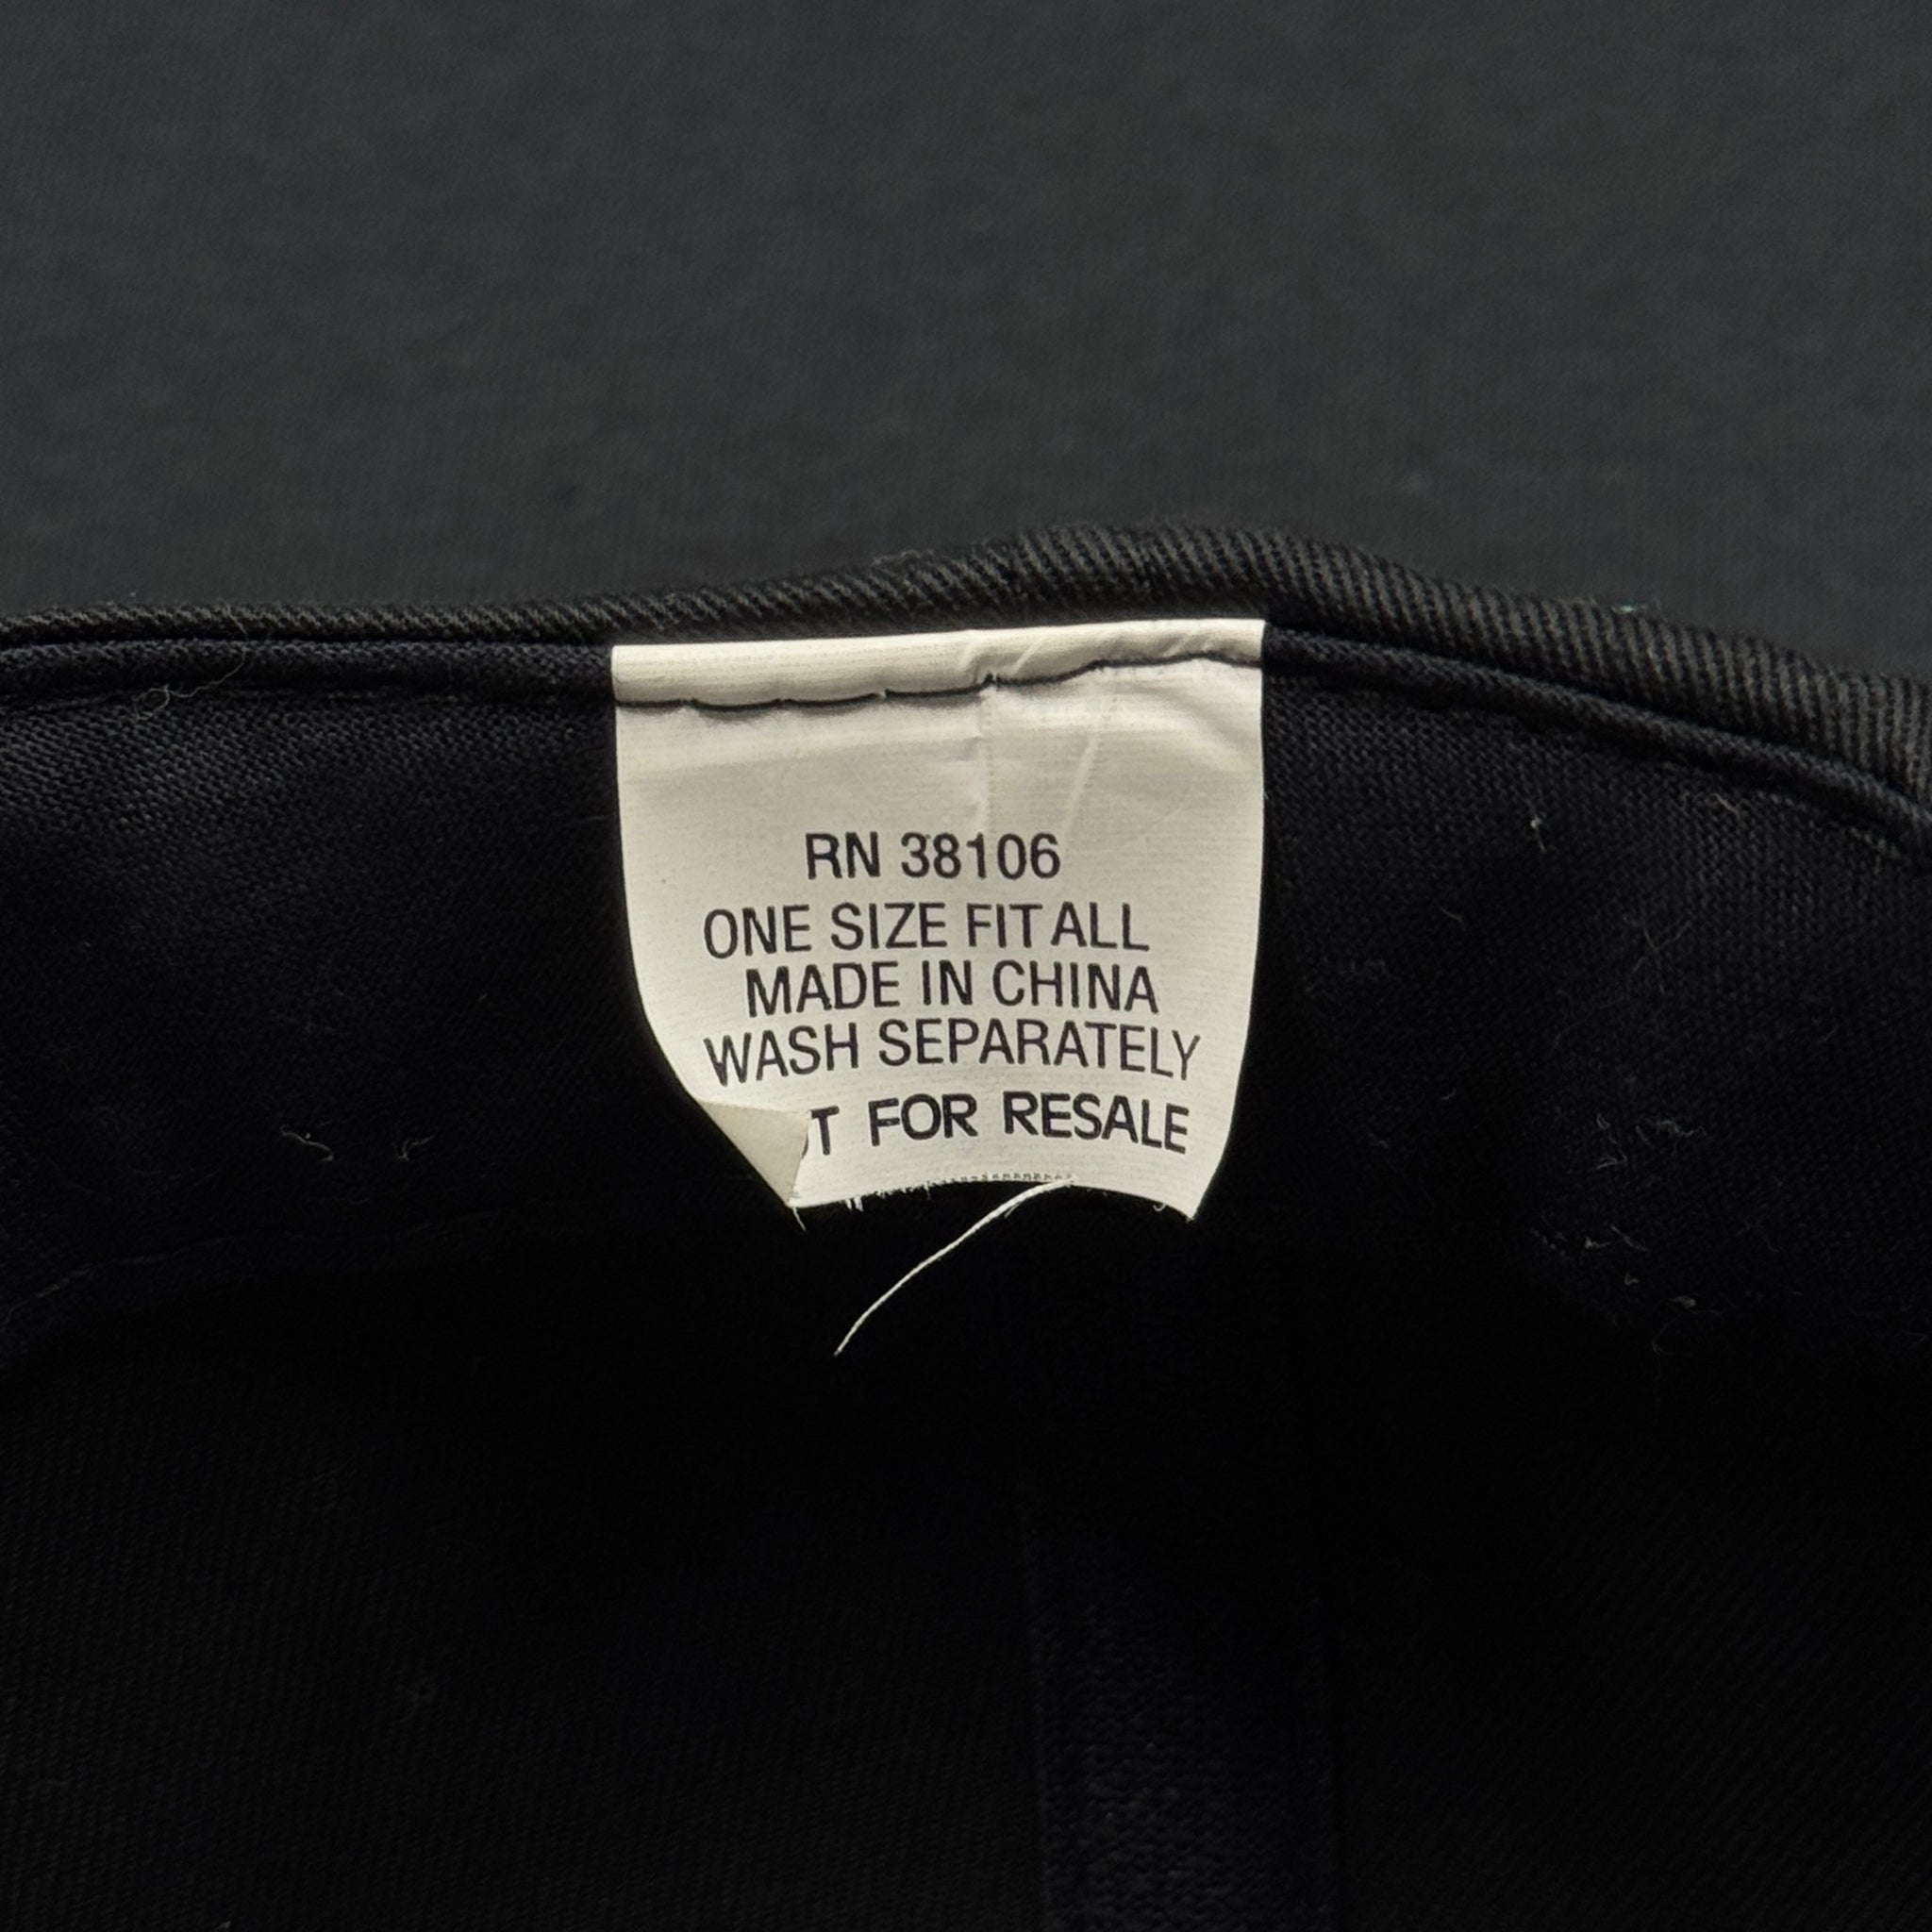 RN 38106
ONE SIZE FIT ALL
MADE IN CHINA
WASH SEPARATELY
FOR RESALE